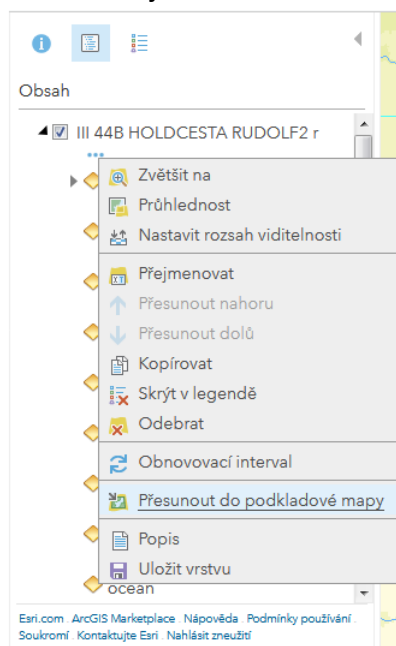 Obsah
III 44B HOLDCESTA RUDOLF2 r
Zvětšit na
Průhlednost
Nastavit rozsah viditelnosti
Přejmenovat
Přesunout nahoru
Přesunout dolů
Kopírovat
Skrýt v legendě
Odebrat
Obnovovací interval
Přesunout do podkladové mapy
Popis
Uložit vrstvu
ocean
Esri.com . ArcGIS Marketplace . Nápověda . Podmínky používání .
Soukromí . Kontaktujte Esri . Nahlásit zneužití